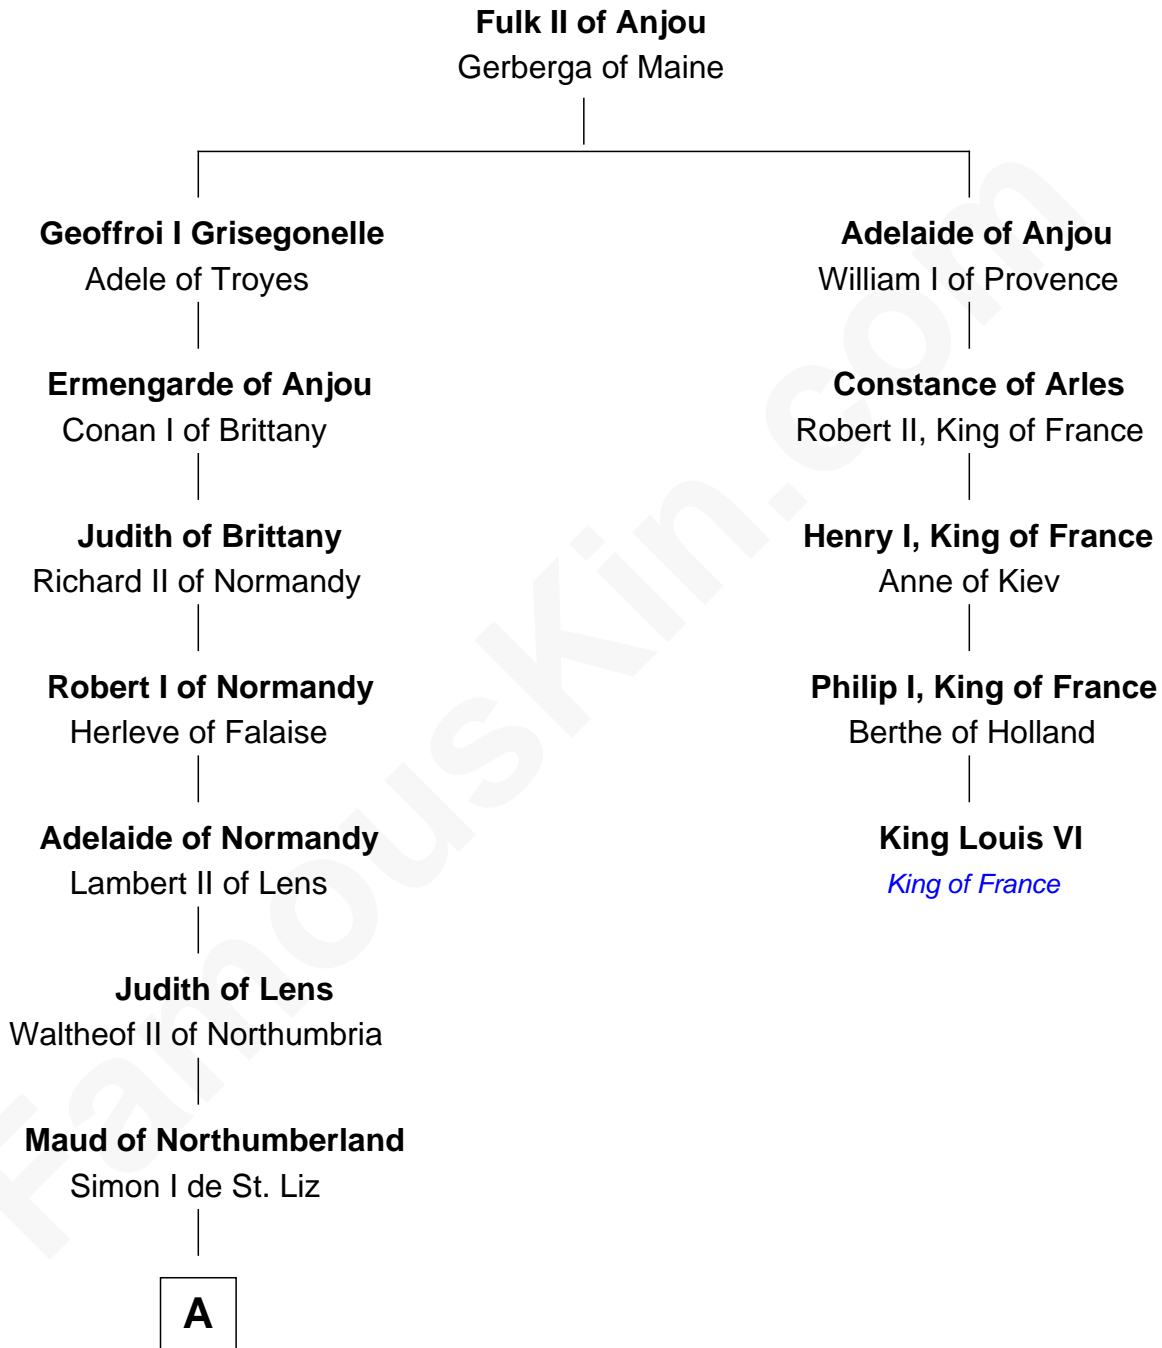 Fulk II of Anjou
Gerberga of Maine
Geoffroi I Grisegonelle
Adele of Troyes
Adelaide of Anjou
William I of Provence
Ermengarde of Anjou
Conan I of Brittany
Constance of Arles
Robert II, King of France
Judith of Brittany
Richard II of Normandy
Henry I, King of France
Anne of Kiev
Robert I of Normandy
Herleve of Falaise
Philip I, King of France
Berthe of Holland
Adelaide of Normandy
Lambert II of Lens
King Louis VI
King of France
Judith of Lens
Waltheof II of Northumbria
Maud of Northumberland
Simon I de St. Liz
A
FamousKin.com